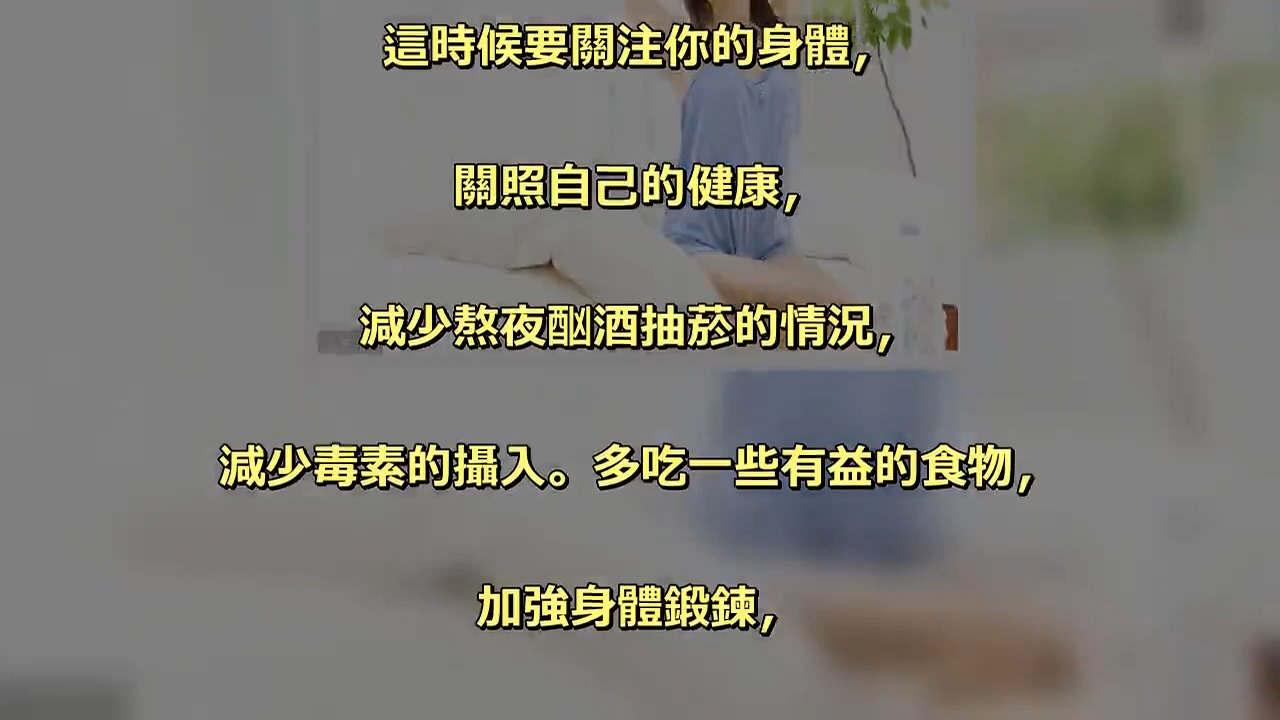 這時候要關注你的身體，
關照自己的健康，
減少熬夜酗酒抽菸的情況，
減少毒素的攝入。多吃一些有益的食物，
加強身體鍛鍊，